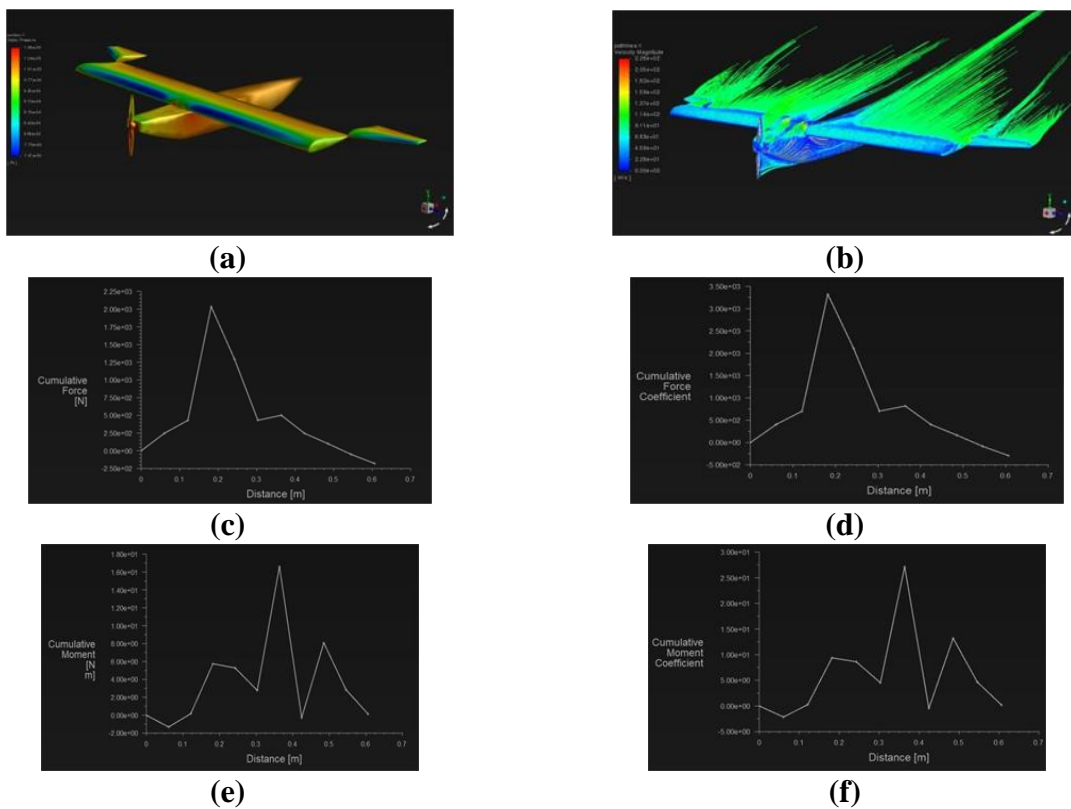 Velocity Magnitude
(a)
(b)
2.25e+03
2.00e+03
1.75e+03
1.50e+03
1.25e+03
1.00e+03
7.50e+02
5.00e+02
2.50e+02
0.00e+00
-2.50e+02
Cumulative
Force
[N]
0 0.1 0.2 0.3 0.4 0.5 0.6 0.7
Distance [m]
(c)
3.50e+03
3.00e+03
2.50e+03
2.00e+03
1.50e+03
1.00e+03
5.00e+02
0.00e+00
-5.00e+02
Cumulative
Force
Coefficient
0 0.1 0.2 0.3 0.4 0.5 0.6 0.7
Distance [m]
(d)
1.80e+01
1.60e+01
1.40e+01
1.20e+01
1.00e+01
8.00e+00
6.00e+00
4.00e+00
2.00e+00
0.00e+00
-2.00e+00
Cumulative
Moment
[N
m]
0 0.1 0.2 0.3 0.4 0.5 0.6 0.7
Distance [m]
(e)
3.00e+01
2.50e+01
2.00e+01
1.50e+01
1.00e+01
5.00e+00
0.00e+00
-5.00e+00
Cumulative
Moment
Coefficient
0 0.1 0.2 0.3 0.4 0.5 0.6 0.7
Distance [m]
(f)